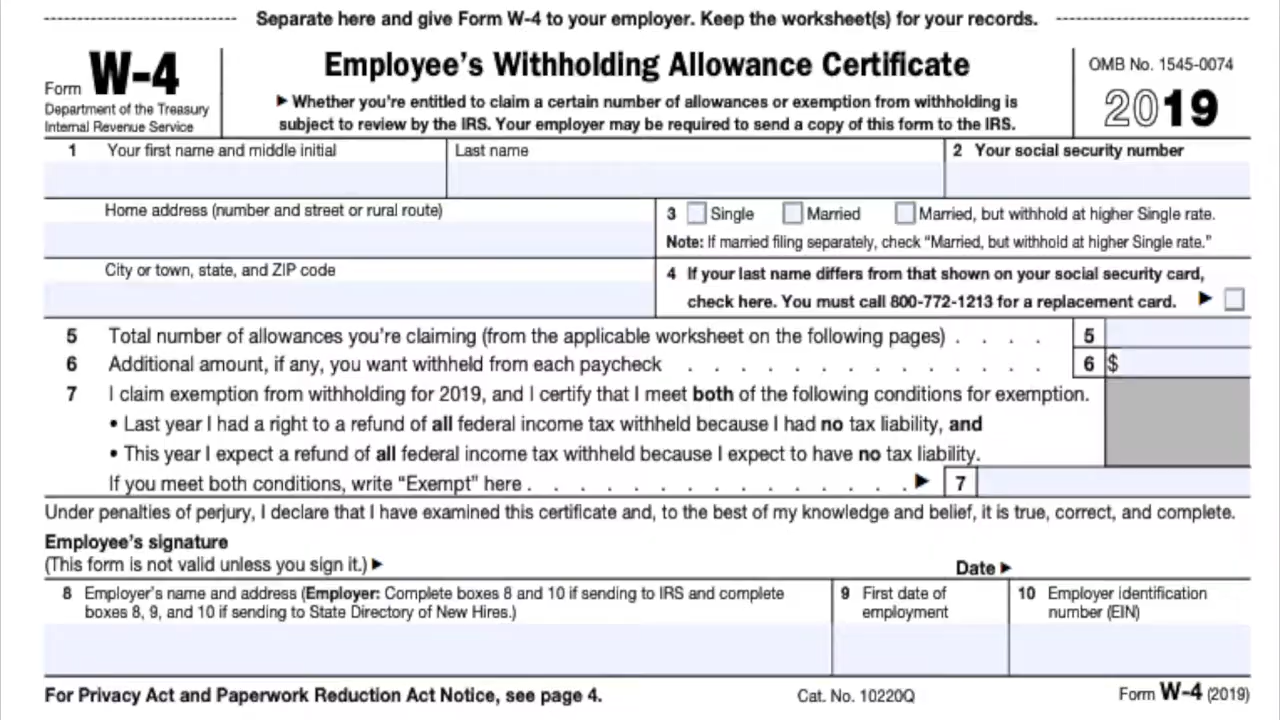 Separate here and give Form W-4 to your employer. Keep the worksheet(s) for your records.
Form W-4
Department of the Treasury
Internal Revenue Service
Employee's Withholding Allowance Certificate
▶ Whether you're entitled to claim a certain number of allowances or exemption from withholding is
subject to review by the IRS. Your employer may be required to send a copy of this form to the IRS.
OMB No. 1545-0074
2019
1 Your first name and middle initial
Last name
2 Your social security number
Home address (number and street or rural route)
3 Single Married Married, but withhold at higher Single rate.
Note: If married filing separately, check "Married, but withhold at higher Single rate."
City or town, state, and ZIP code
4 If your last name differs from that shown on your social security card,
check here. You must call 800-772-1213 for a replacement card. ▶
5 Total number of allowances you're claiming (from the applicable worksheet on the following pages) . . . . 5
6 Additional amount, if any, you want withheld from each paycheck . . . . . . . . . . . . . . 6 $
7 I claim exemption from withholding for 2019, and I certify that I meet both of the following conditions for exemption.
• Last year I had a right to a refund of all federal income tax withheld because I had no tax liability, and
• This year I expect a refund of all federal income tax withheld because I expect to have no tax liability.
If you meet both conditions, write "Exempt" here . . . . . . . . . . . . . . . ▶ 7
Under penalties of perjury, I declare that I have examined this certificate and, to the best of my knowledge and belief, it is true, correct, and complete.
Employee's signature
(This form is not valid unless you sign it.) ▶
Date ▶
8 Employer's name and address (Employer: Complete boxes 8 and 10 if sending to IRS and complete
boxes 8, 9, and 10 if sending to State Directory of New Hires.)
9 First date of
employment
10 Employer identification
number (EIN)
For Privacy Act and Paperwork Reduction Act Notice, see page 4.
Cat. No. 10220Q
Form W-4 (2019)